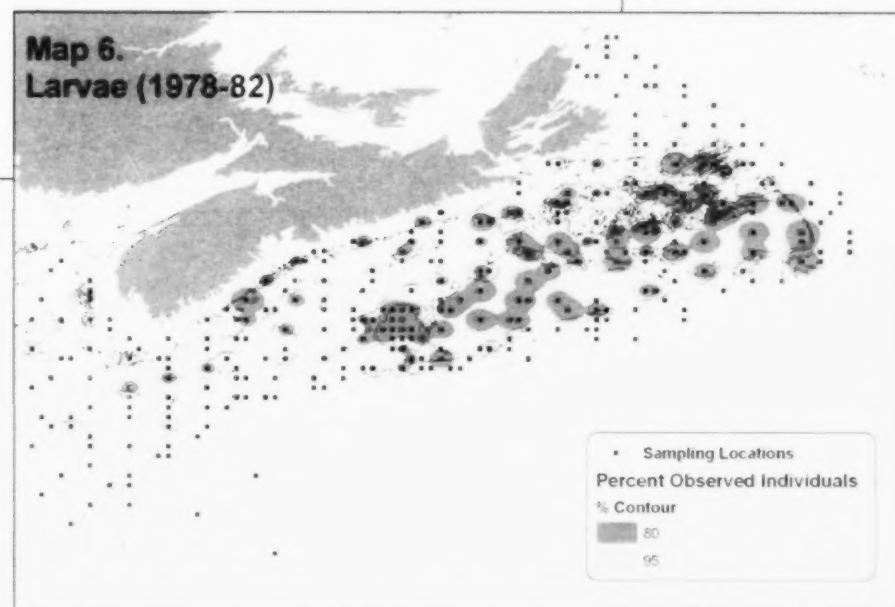 Map 6.
Larvae (1978-82)
Sampling Locations
Percent Observed Individuals
% Contour
80
95